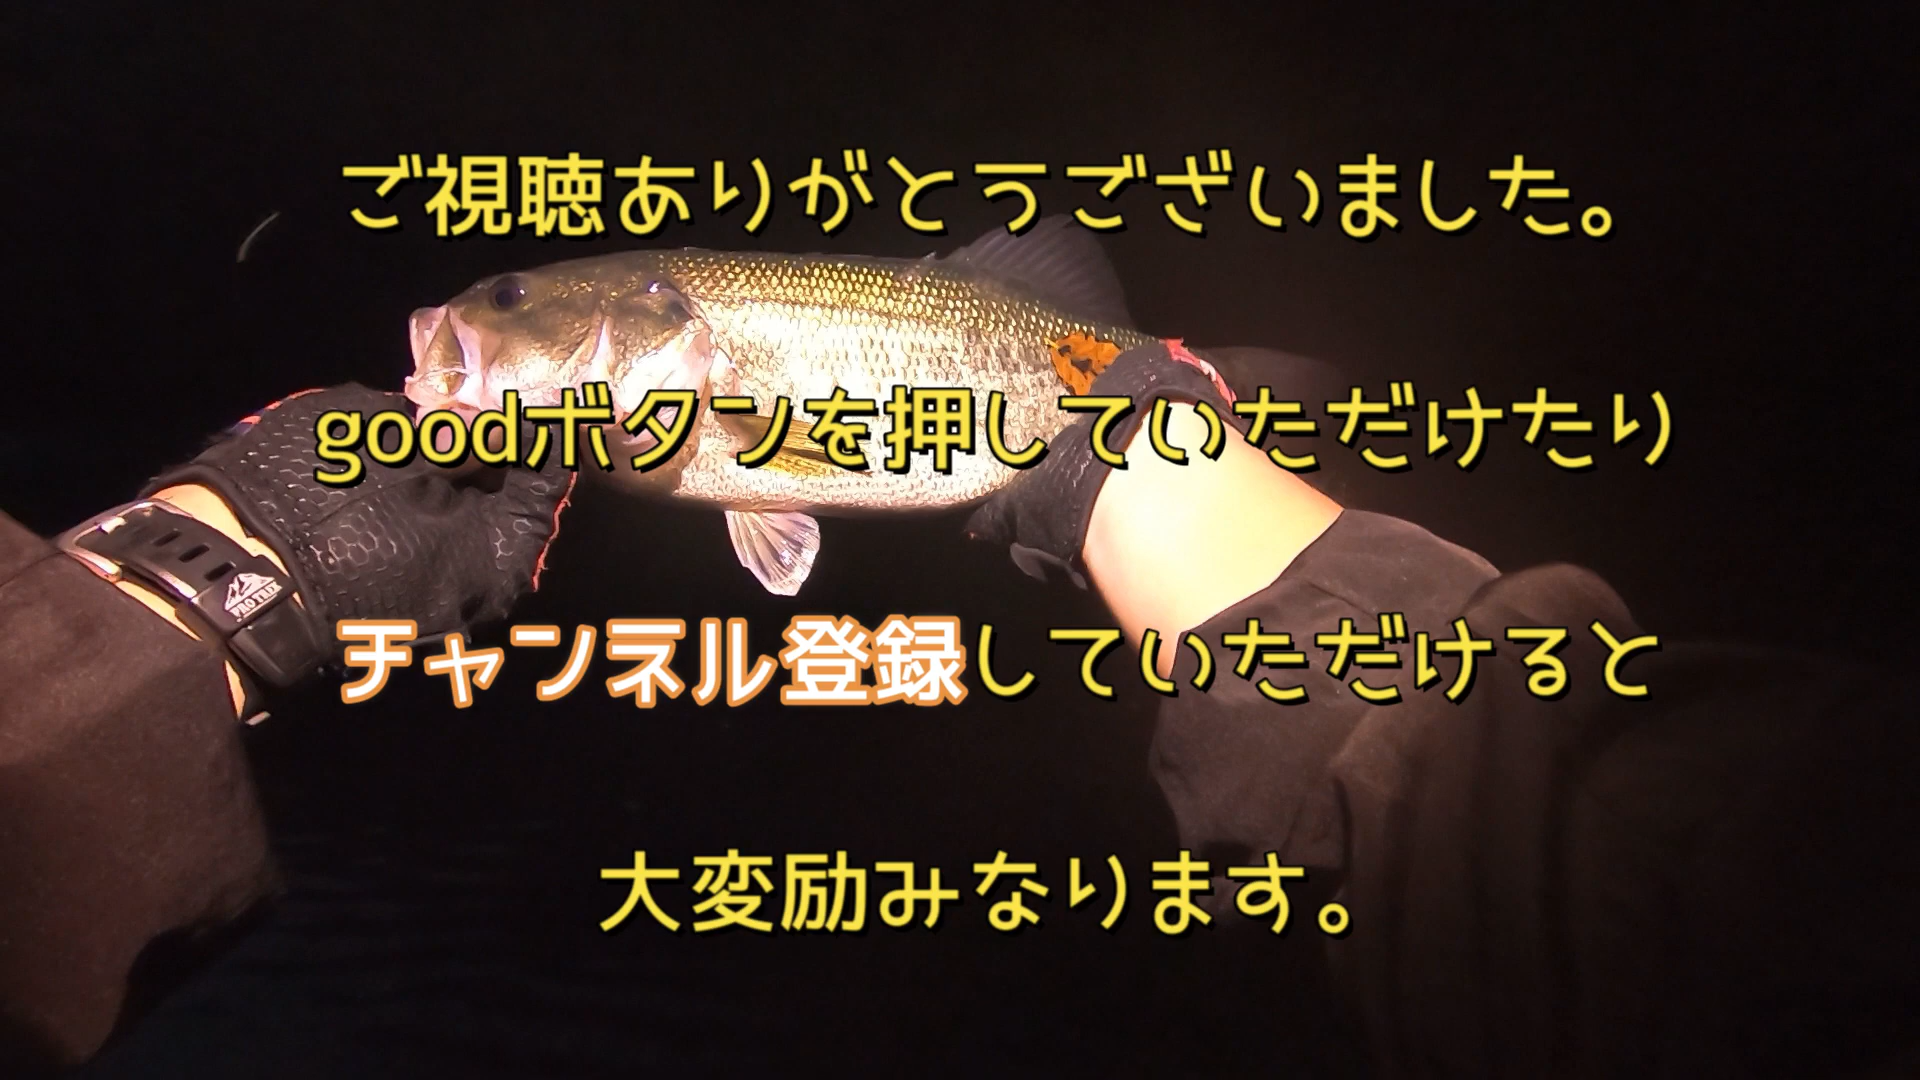 ご視聴ありがとうございました。
goodボタンを押していただけたり
チャンネル登録していただけると
大変励みなります。
PRO TREK